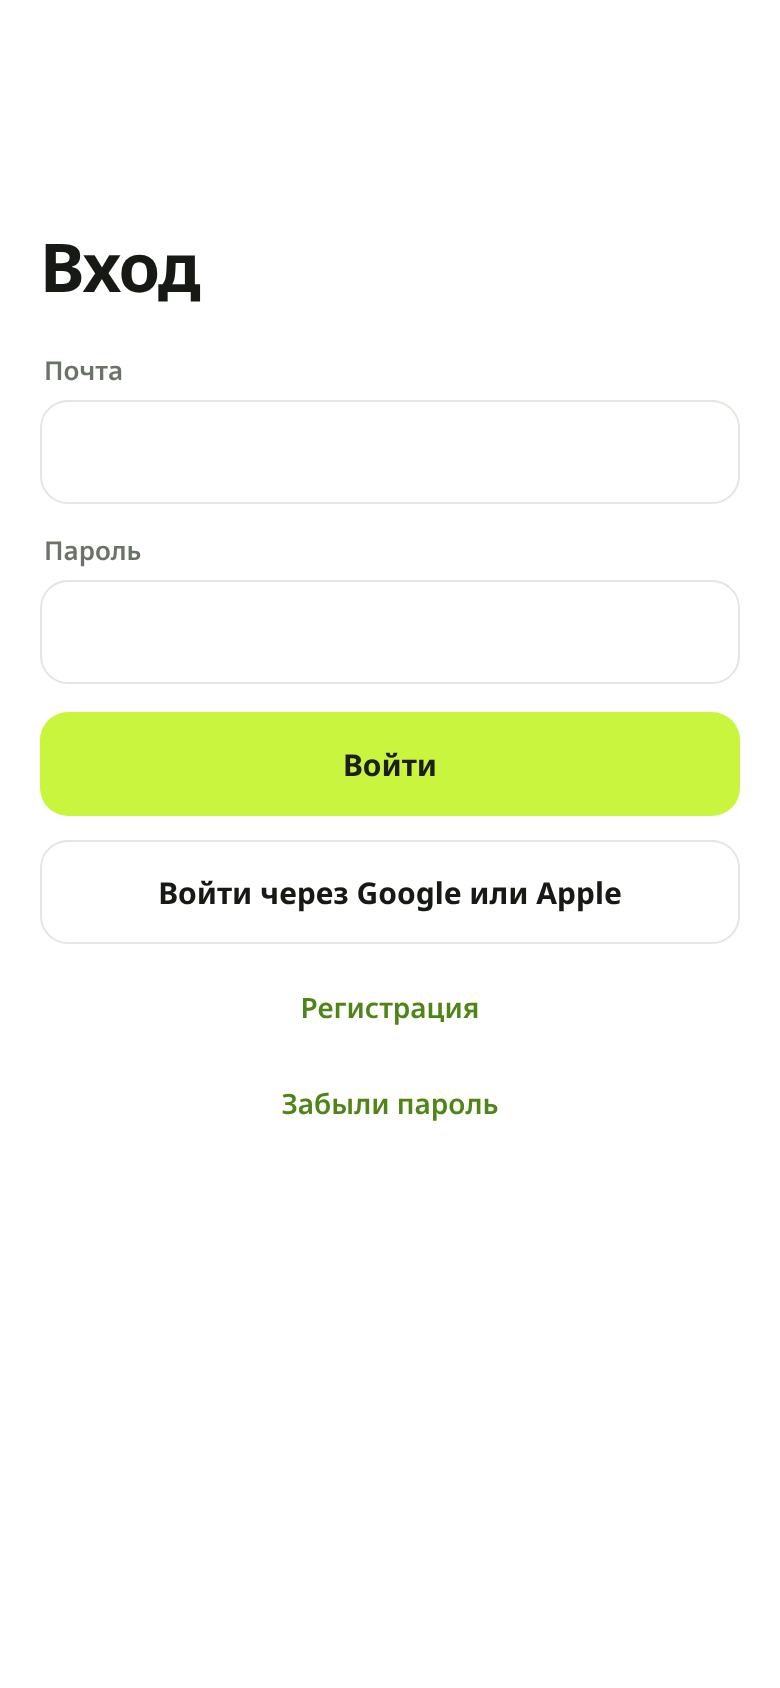 Вход
Почта
Пароль
Войти
Войти через Google или Apple
Регистрация
Забыли пароль